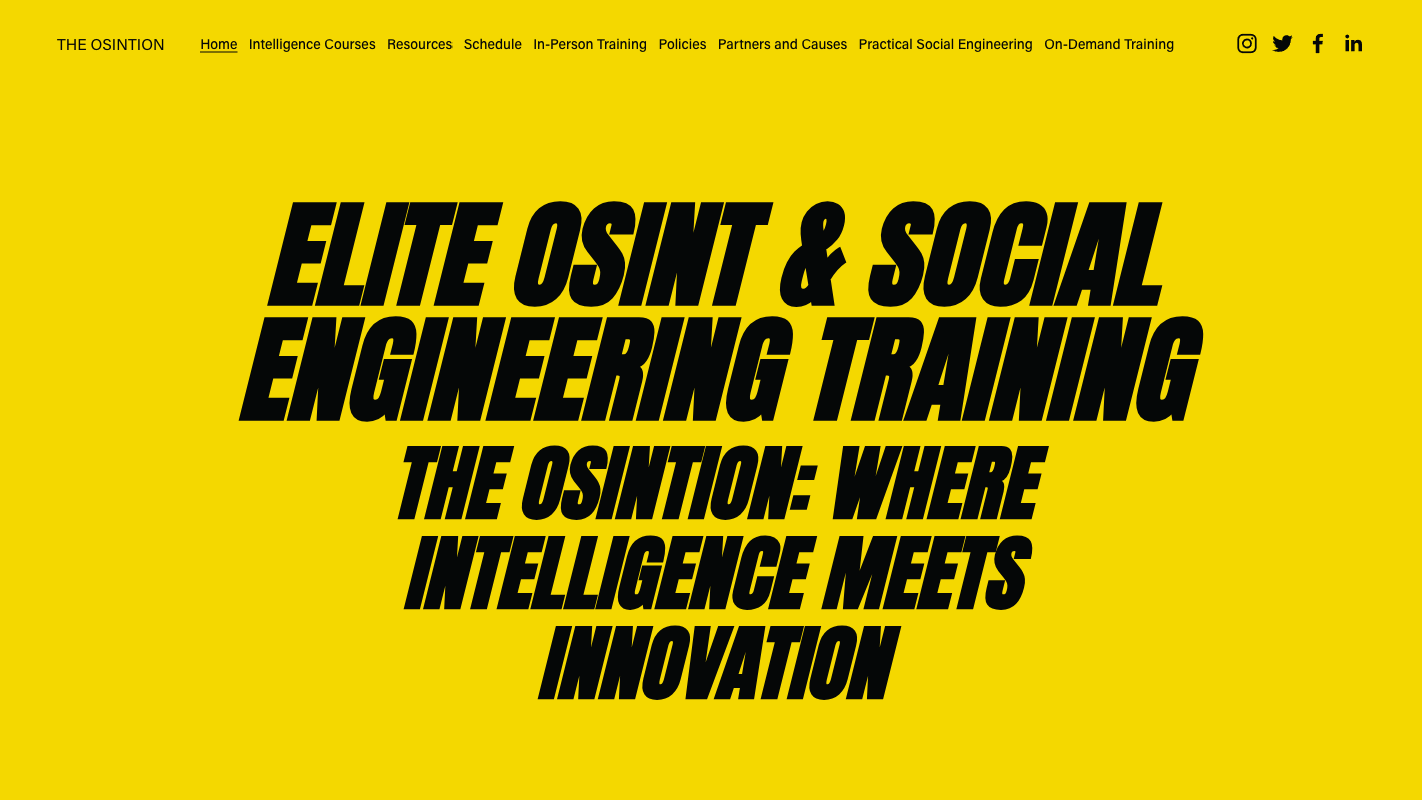 THE OSINTION
Home Intelligence Courses Resources Schedule In-Person Training Policies Partners and Causes Practical Social Engineering On-Demand Training
ELITE OSINT & SOCIAL
ENGINEERING TRAINING
THE OSINTION: WHERE
INTELLIGENCE MEETS
INNOVATION